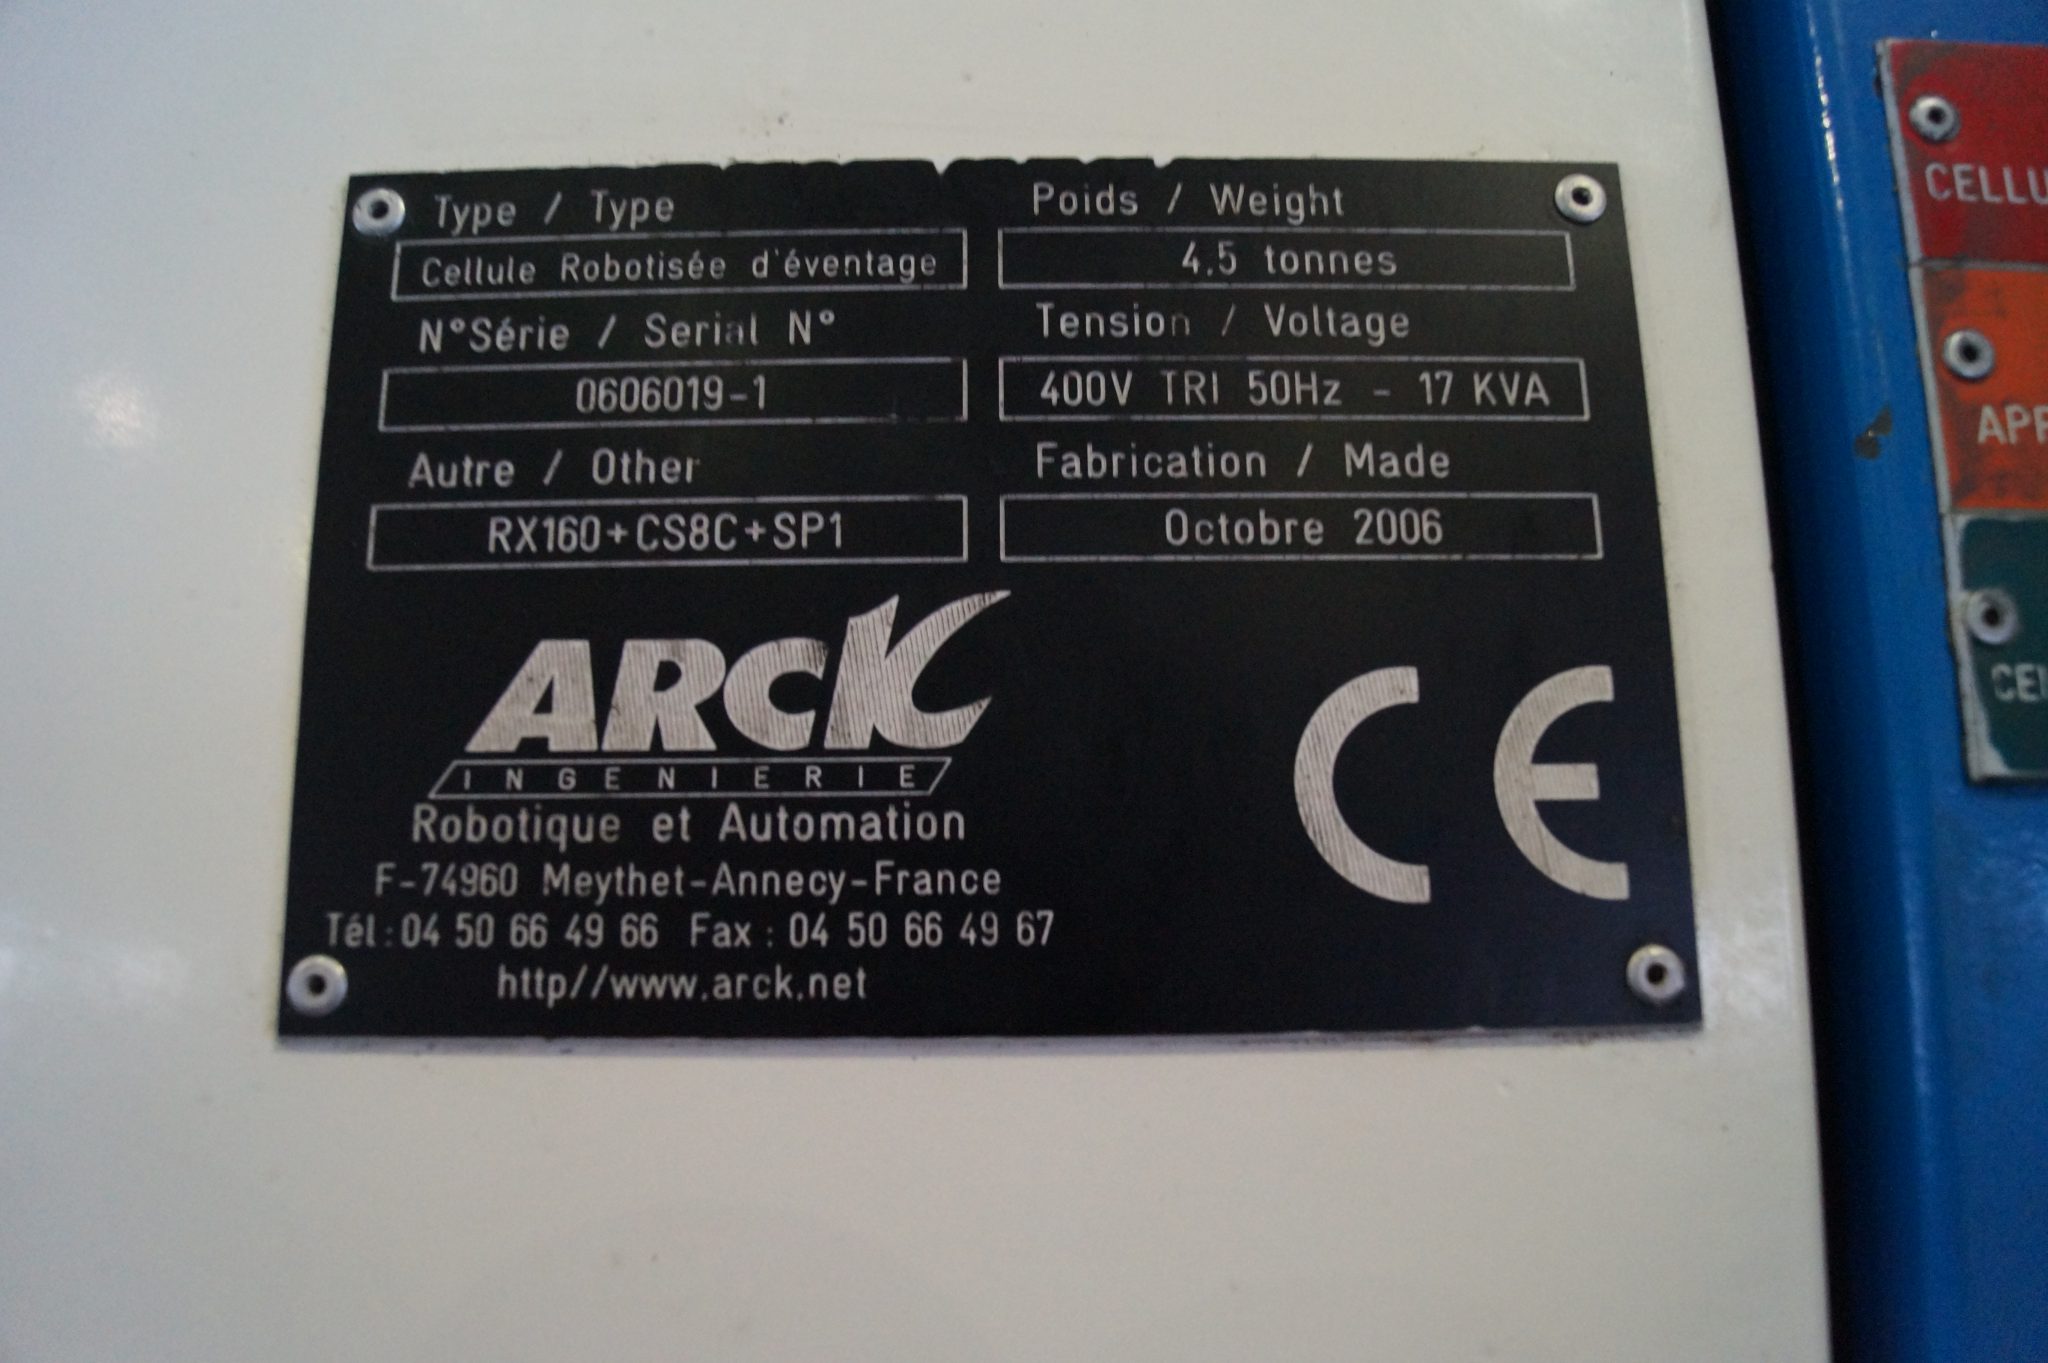 Type / Type
Cellule Robotisée d'éventage
N°Série / Serial N°
0606019-1
Autre / Other
RX160+CS8C+SP1
Poids / Weight
4.5 tonnes
Tension / Voltage
400V TRI 50Hz - 17 KVA
Fabrication / Made
Octobre 2006
ARCK
INGENIERIE
Robotique et Automation
F-74960 Meythet-Annecy-France
Tél:04 50 66 49 66 Fax : 04 50 66 49 67
http//www.arck.net
CE
CELLU
APP
CEL